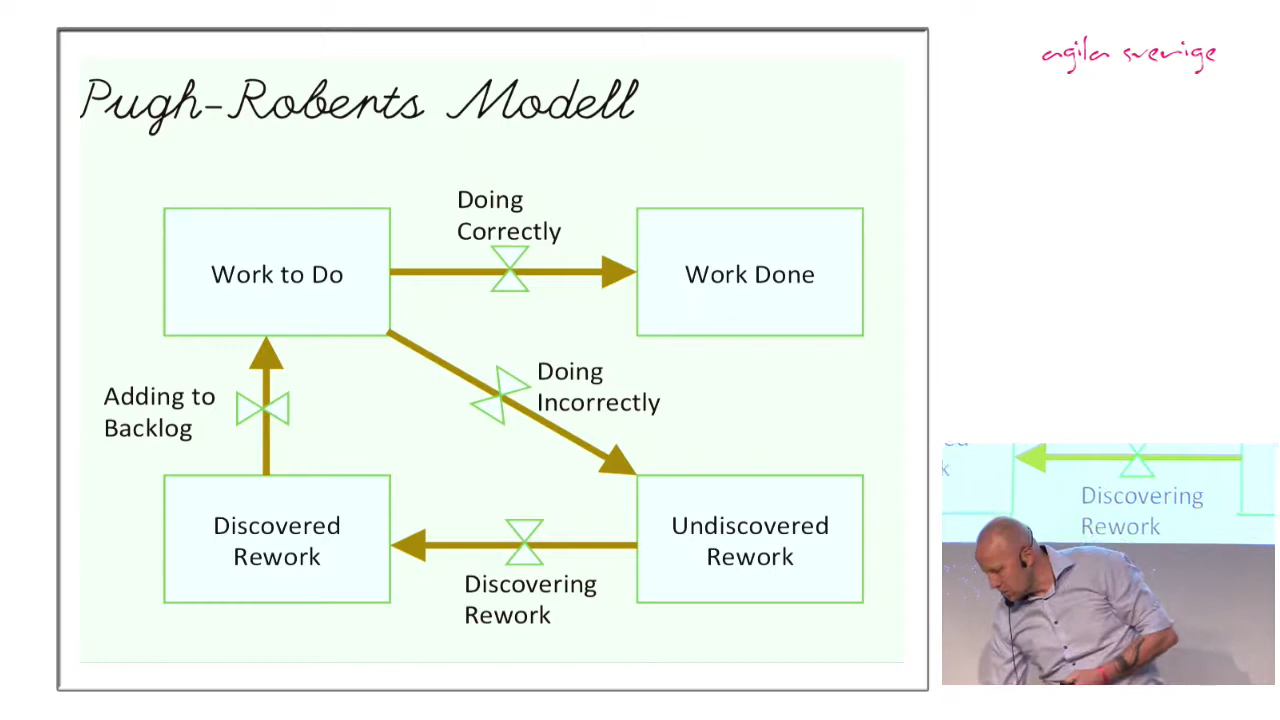 Pugh-Roberts Modell
agila sverige
Doing
Correctly
Work to Do
Work Done
Doing
Incorrectly
Adding to
Backlog
Discovered
Rework
Undiscovered
Rework
Discovering
Rework
k
Discovering
Rework